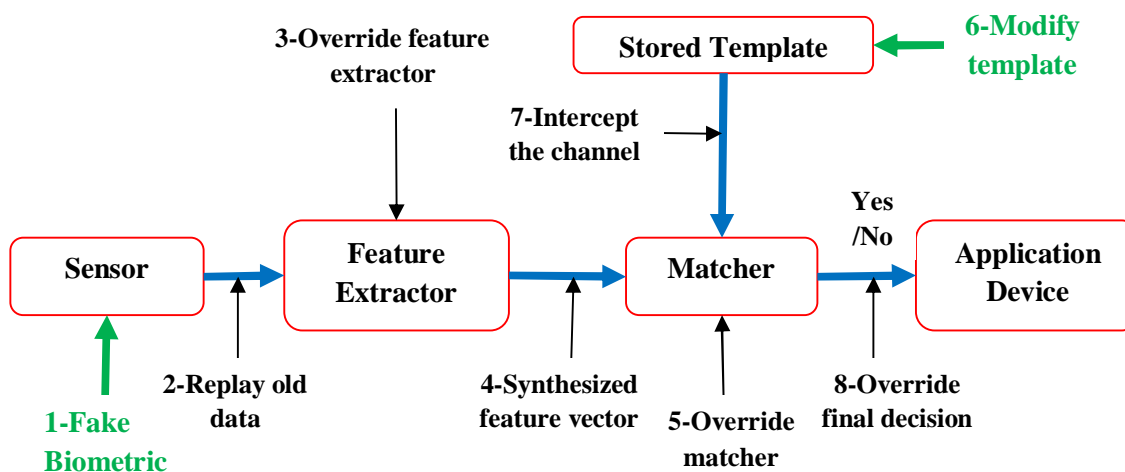 3-Override feature
extractor
Stored Template
6-Modify
template
7-Intercept
the channel
Yes
/No
Sensor
Feature
Extractor
Matcher
Application
Device
2-Replay old
data
4-Synthesized
feature vector
5-Override
matcher
8-Override
final decision
1-Fake
Biometric